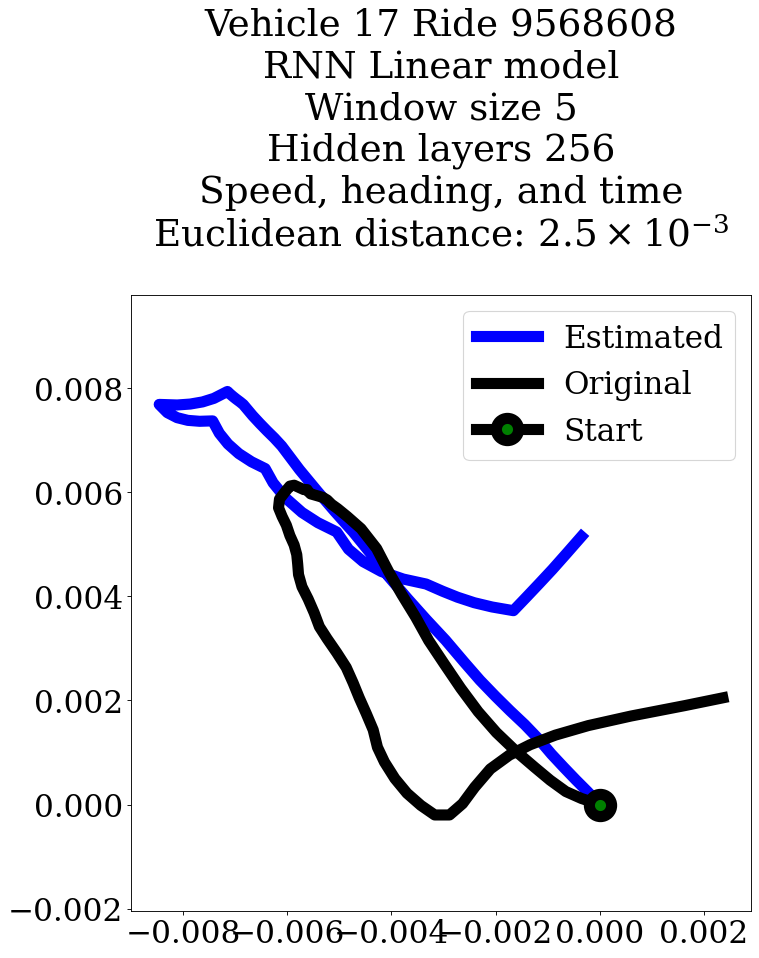 Vehicle 17 Ride 9568608
RNN Linear model
Window size 5
Hidden layers 256
Speed, heading, and time
Euclidean distance: 2.5 × 10⁻³
Estimated
Original
Start
0.008
0.006
0.004
0.002
0.000
−0.002
−0.008 −0.006 −0.004 −0.002 0.000 0.002